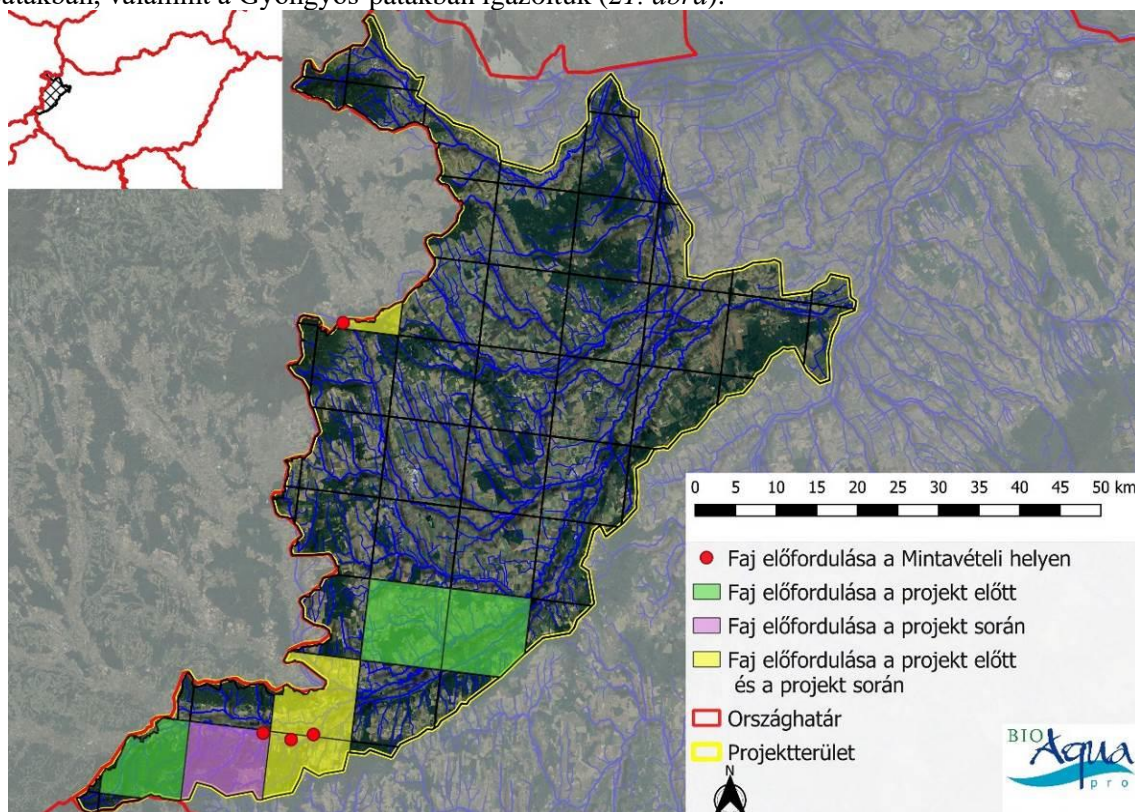 patakban, valamint a Gyöngyös-patakban igazoltuk (21. ábra).
0 5 10 15 20 25 30 35 40 45 50 km
Faj előfordulása a Mintavételi helyen
Faj előfordulása a projekt előtt
Faj előfordulása a projekt során
Faj előfordulása a projekt előtt
és a projekt során
Országhatár
Projektterület
N
BIO
Aqua
pro